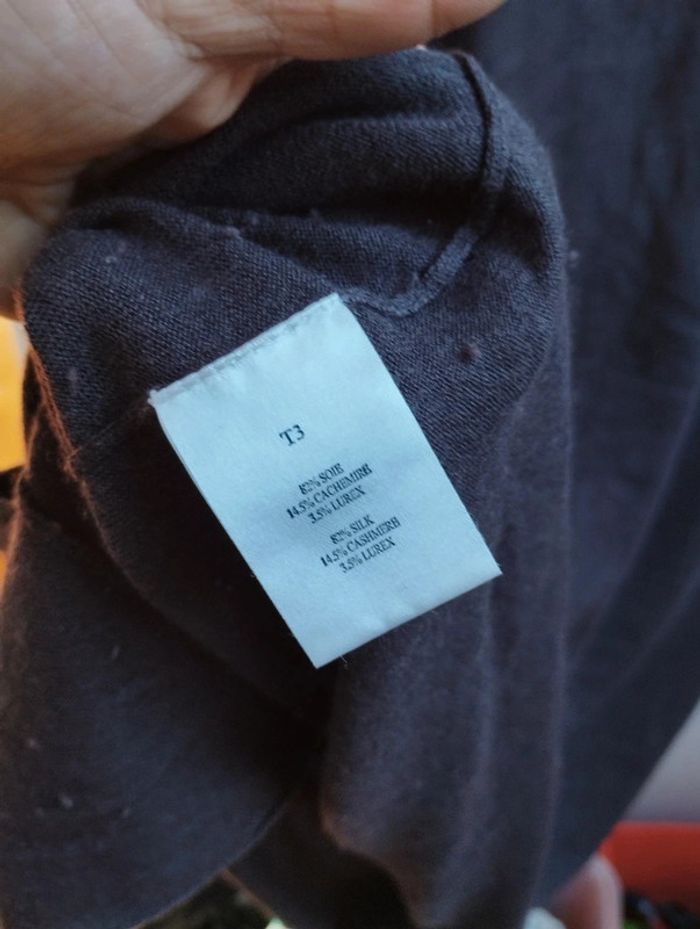 T3
82% SOIE
14.5% CACHEMIRE
3.5% LUREX
82% SILK
14.5% CASHMERE
3.5% LUREX